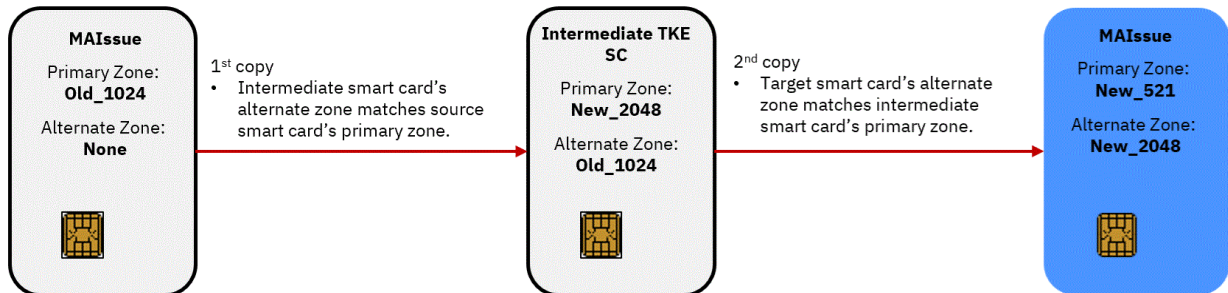 MAIssue
Primary Zone:
Old_1024
Alternate Zone:
None
1st copy
• Intermediate smart card's
alternate zone matches source
smart card's primary zone.
Intermediate TKE
SC
Primary Zone:
New_2048
Alternate Zone:
Old_1024
2nd copy
• Target smart card's alternate
zone matches intermediate
smart card's primary zone.
MAIssue
Primary Zone:
New_521
Alternate Zone:
New_2048